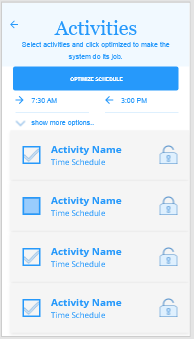 Activities
Select activities and click optimized to make the
system do its job.
OPTIMIZE SCHEDULE
7:30 AM
3:00 PM
show more options..
Activity Name
Time Schedule
Activity Name
Time Schedule
Activity Name
Time Schedule
Activity Name
Time Schedule